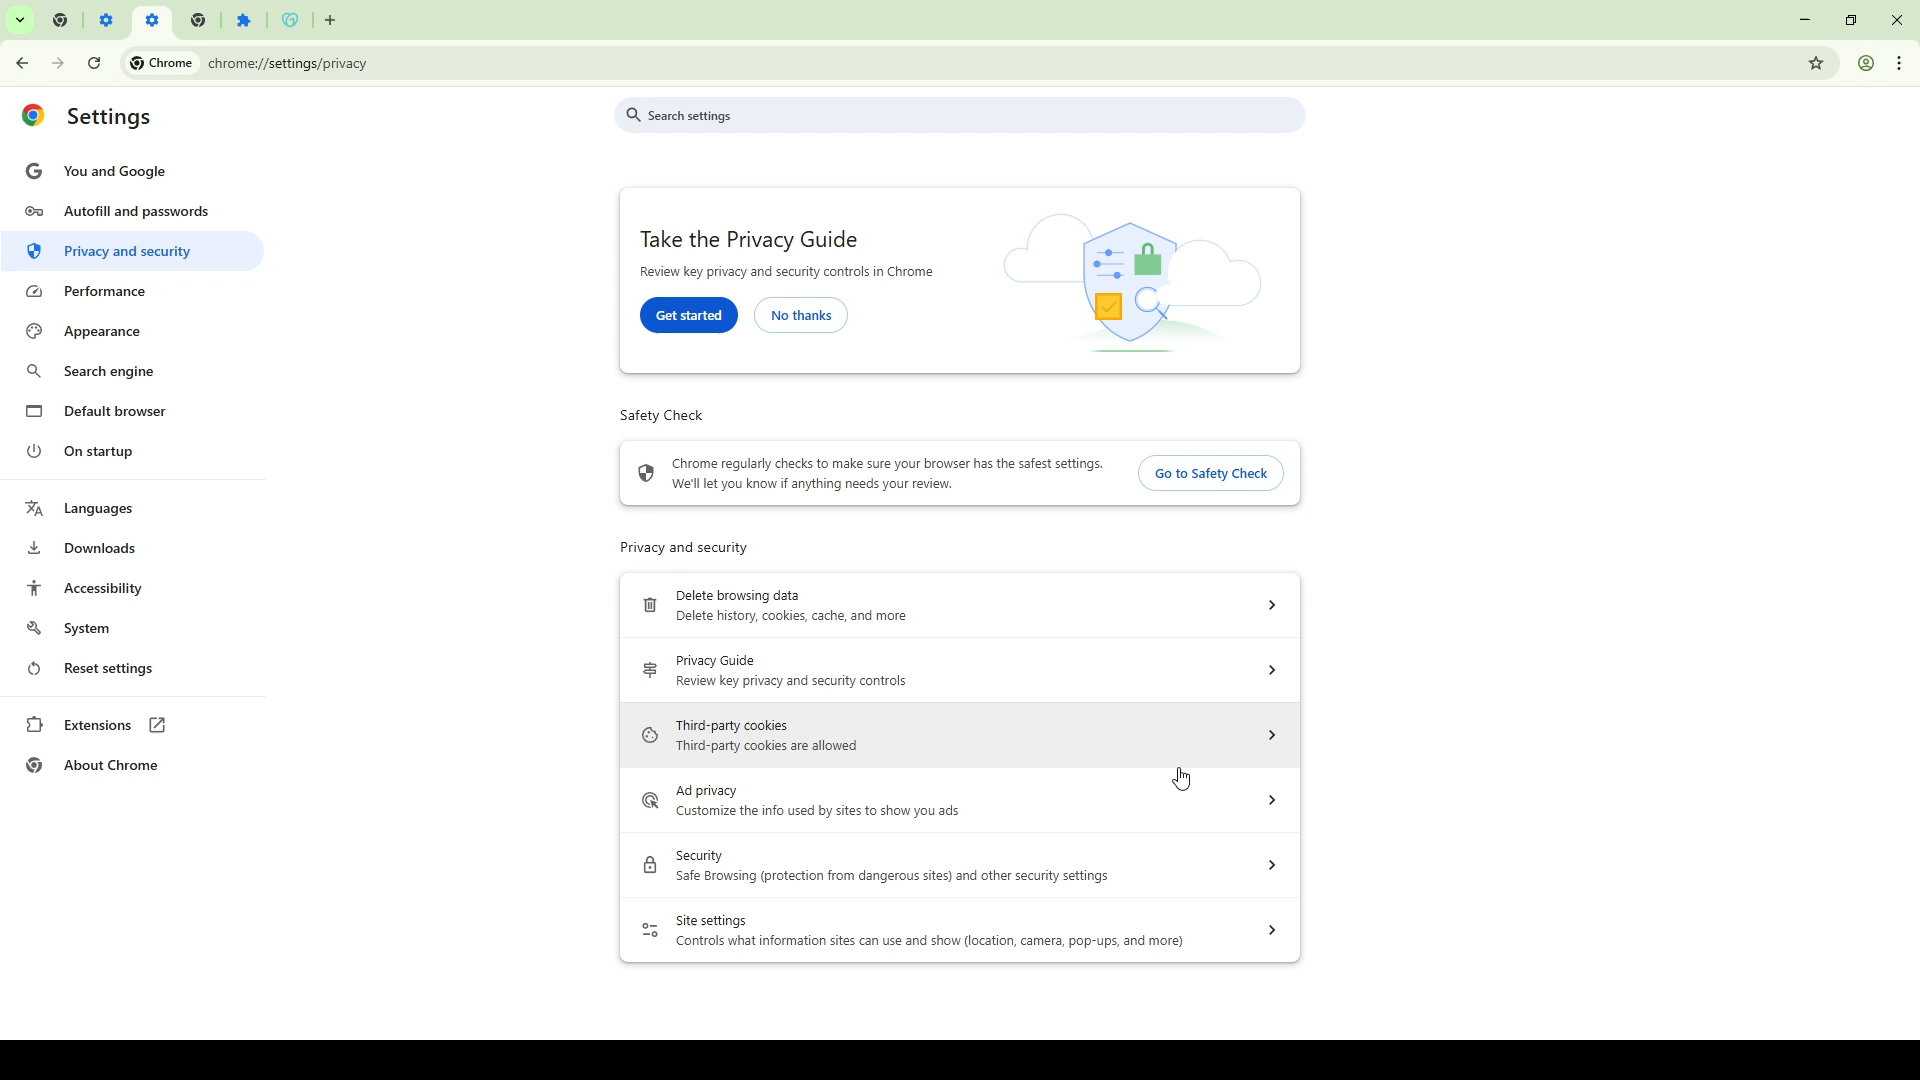 Chrome
chrome://settings/privacy
Settings
Search settings
You and Google
Autofill and passwords
Privacy and security
Performance
Appearance
Search engine
Default browser
On startup
Languages
Downloads
Accessibility
System
Reset settings
Extensions
About Chrome
Take the Privacy Guide
Review key privacy and security controls in Chrome
Get started
No thanks
Safety Check
Chrome regularly checks to make sure your browser has the safest settings.
We'll let you know if anything needs your review.
Go to Safety Check
Privacy and security
Delete browsing data
Delete history, cookies, cache, and more
Privacy Guide
Review key privacy and security controls
Third-party cookies
Third-party cookies are allowed
Ad privacy
Customize the info used by sites to show you ads
Security
Safe Browsing (protection from dangerous sites) and other security settings
Site settings
Controls what information sites can use and show (location, camera, pop-ups, and more)